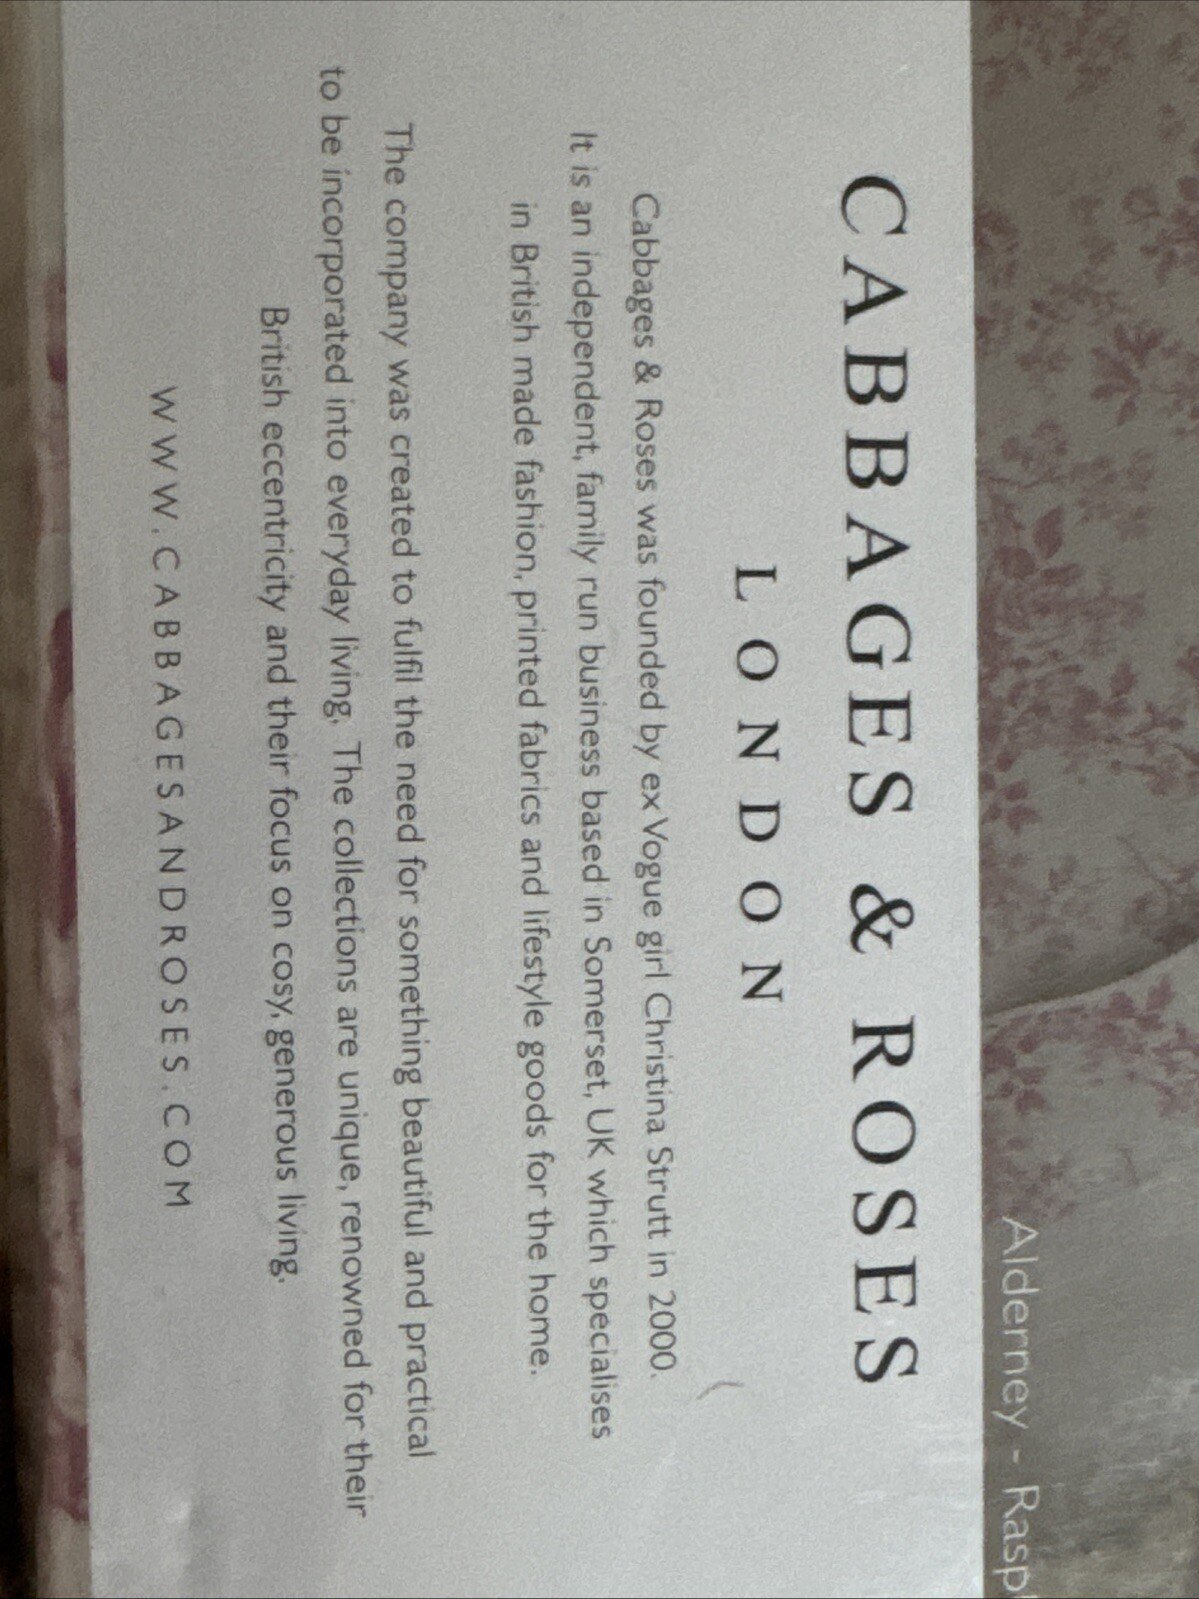 Alderney - Rasp
CABBAGES & ROSES
LONDON
Cabbages & Roses was founded by ex Vogue girl Christina Strutt in 2000.
It is an independent, family run business based in Somerset, UK which specialises
in British made fashion, printed fabrics and lifestyle goods for the home.
The company was created to fulfil the need for something beautiful and practical
to be incorporated into everyday living. The collections are unique, renowned for their
British eccentricity and their focus on cosy, generous living.
WWW.CABBAGESANDROSES.COM